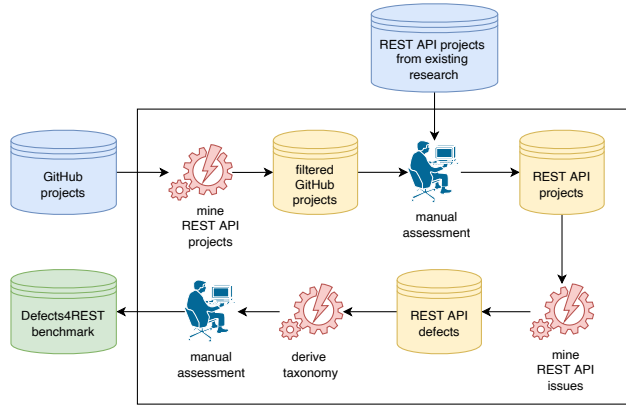 REST API projects
from existing
research
GitHub
projects
mine
REST API
projects
filtered
GitHub
projects
manual
assessment
REST API
projects
Defects4REST
benchmark
manual
assessment
derive
taxonomy
REST API
defects
mine
REST API
issues